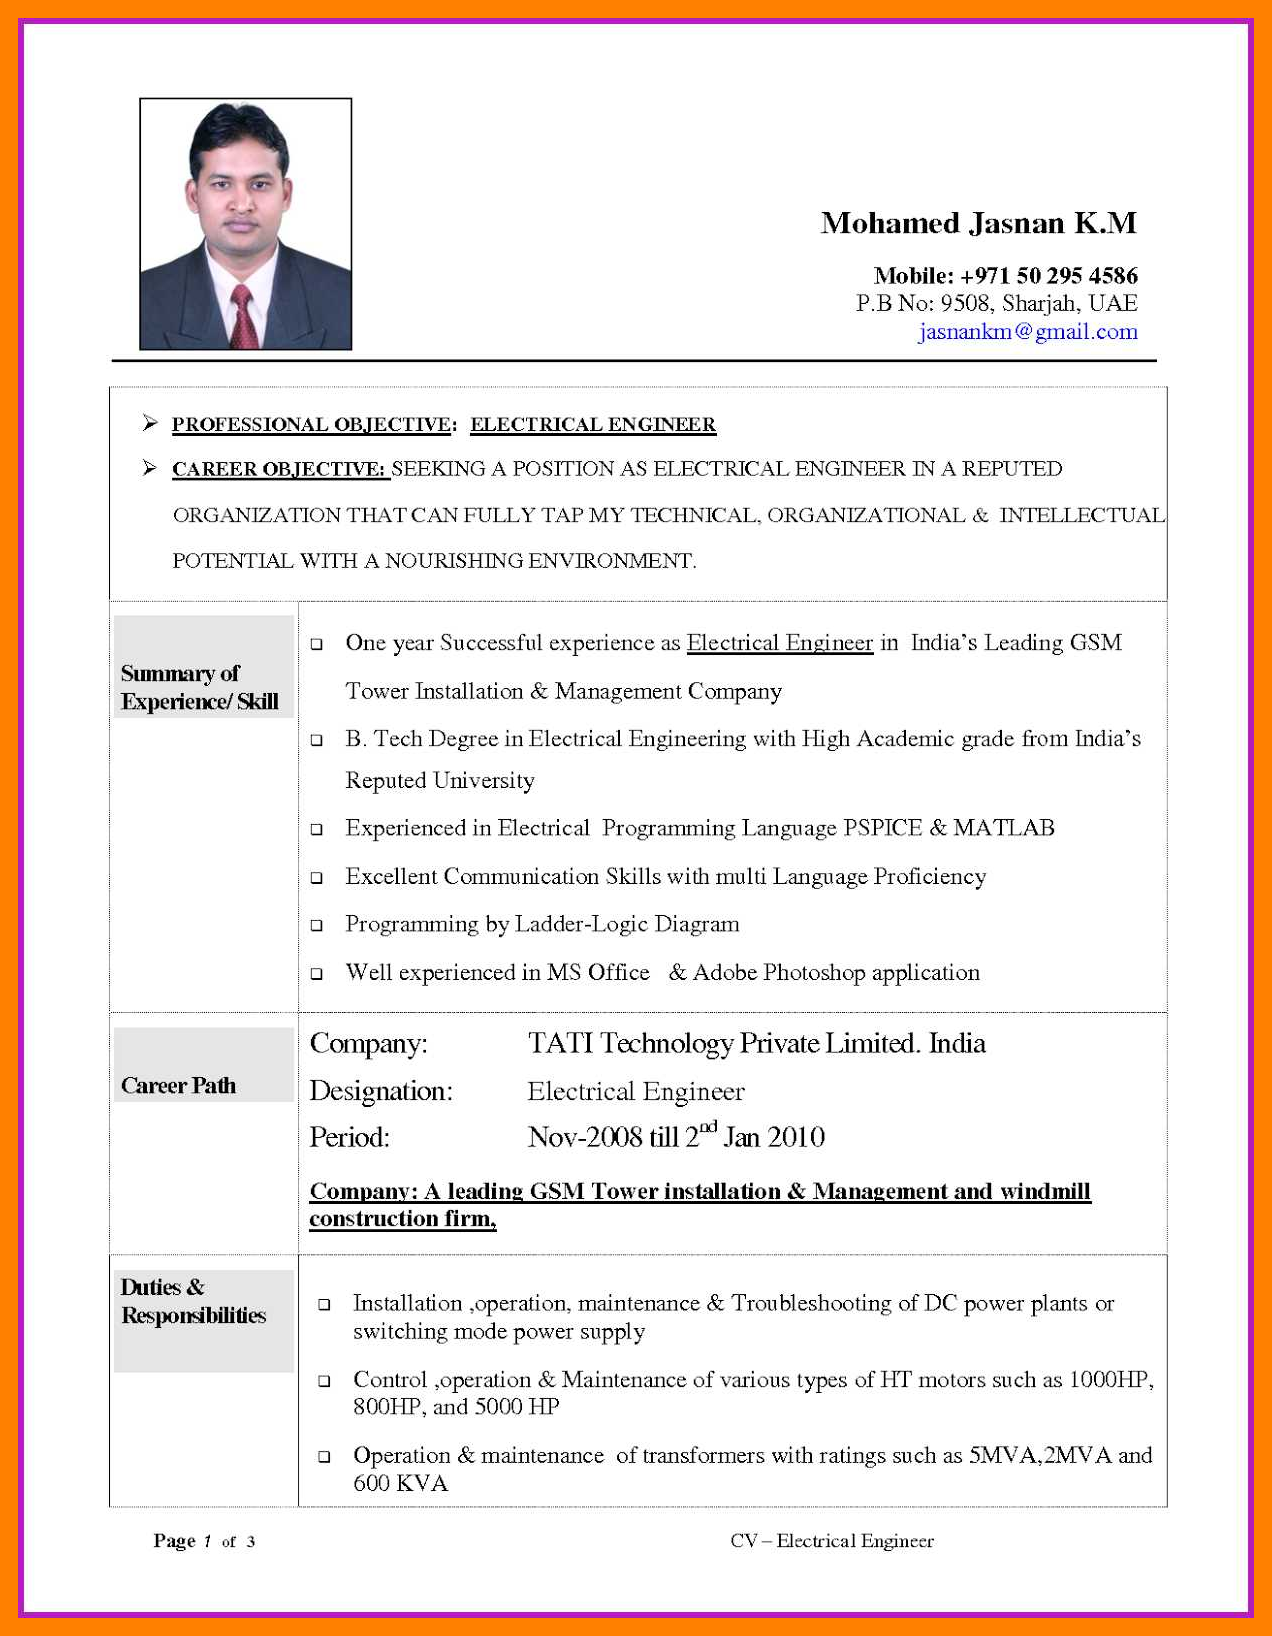 Mohamed Jasnan K.M
Mobile: +971 50 295 4586
P.B No: 9508, Sharjah, UAE
jasnankm@gmail.com
PROFESSIONAL OBJECTIVE: ELECTRICAL ENGINEER
CAREER OBJECTIVE: SEEKING A POSITION AS ELECTRICAL ENGINEER IN A REPUTED
ORGANIZATION THAT CAN FULLY TAP MY TECHNICAL, ORGANIZATIONAL & INTELLECTUAL
POTENTIAL WITH A NOURISHING ENVIRONMENT.
Summary of
Experience/ Skill
One year Successful experience as Electrical Engineer in India's Leading GSM
Tower Installation & Management Company
B. Tech Degree in Electrical Engineering with High Academic grade from India's
Reputed University
Experienced in Electrical Programming Language PSPICE & MATLAB
Excellent Communication Skills with multi Language Proficiency
Programming by Ladder-Logic Diagram
Well experienced in MS Office & Adobe Photoshop application
Career Path
Company: TATI Technology Private Limited. India
Designation: Electrical Engineer
Period: Nov-2008 till 2nd Jan 2010
Company: A leading GSM Tower installation & Management and windmill
construction firm,
Duties &
Responsibilities
Installation ,operation, maintenance & Troubleshooting of DC power plants or
switching mode power supply
Control ,operation & Maintenance of various types of HT motors such as 1000HP,
800HP, and 5000 HP
Operation & maintenance of transformers with ratings such as 5MVA,2MVA and
600 KVA
Page 1 of 3 CV – Electrical Engineer